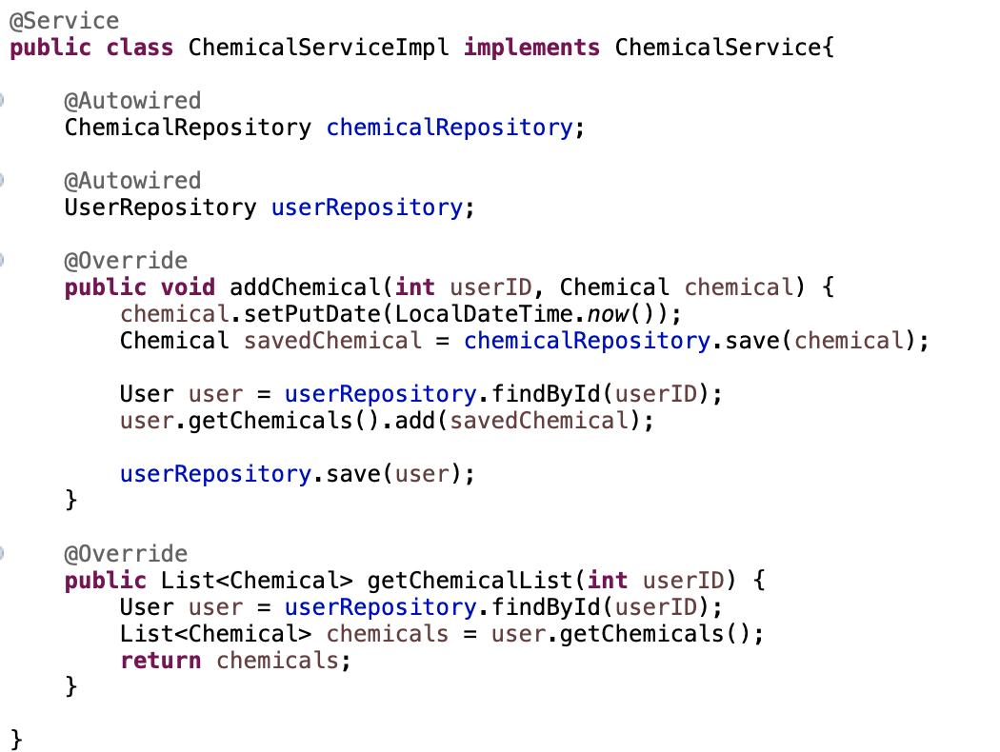 @Service
public class ChemicalServiceImpl implements ChemicalService{
@Autowired
ChemicalRepository chemicalRepository;
@Autowired
UserRepository userRepository;
@Override
public void addChemical(int userID, Chemical chemical) {
chemical.setPutDate(LocalDateTime.now());
Chemical savedChemical = chemicalRepository.save(chemical);
User user = userRepository.findById(userID);
user.getChemicals().add(savedChemical);
userRepository.save(user);
}
@Override
public List<Chemical> getChemicalList(int userID) {
User user = userRepository.findById(userID);
List<Chemical> chemicals = user.getChemicals();
return chemicals;
}
}